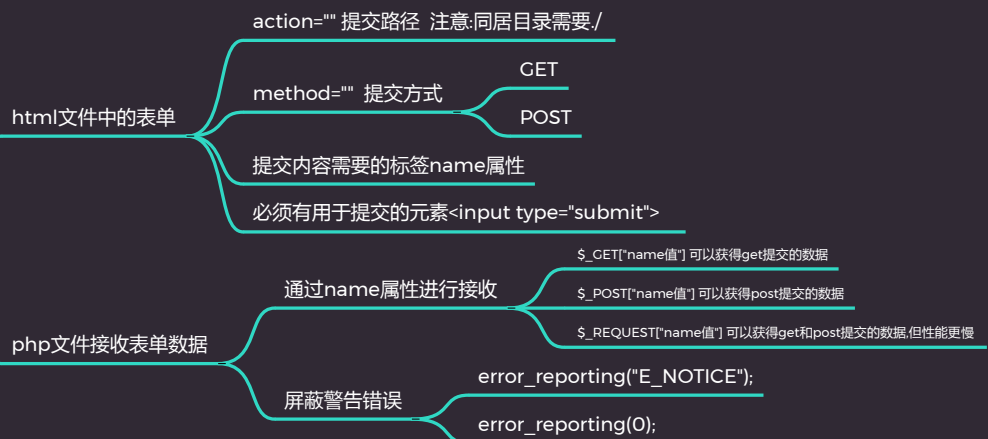 action="" 提交路径 注意:同居目录需要./
GET
method="" 提交方式
html文件中的表单
POST
提交内容需要的标签name属性
必须有用于提交的元素<input type="submit">
$_GET["name值"] 可以获得get提交的数据
通过name属性进行接收
$_POST["name值"] 可以获得post提交的数据
$_REQUEST["name值"] 可以获得get和post提交的数据,但性能更慢
php文件接收表单数据
error_reporting("E_NOTICE");
屏蔽警告错误
error_reporting(0);